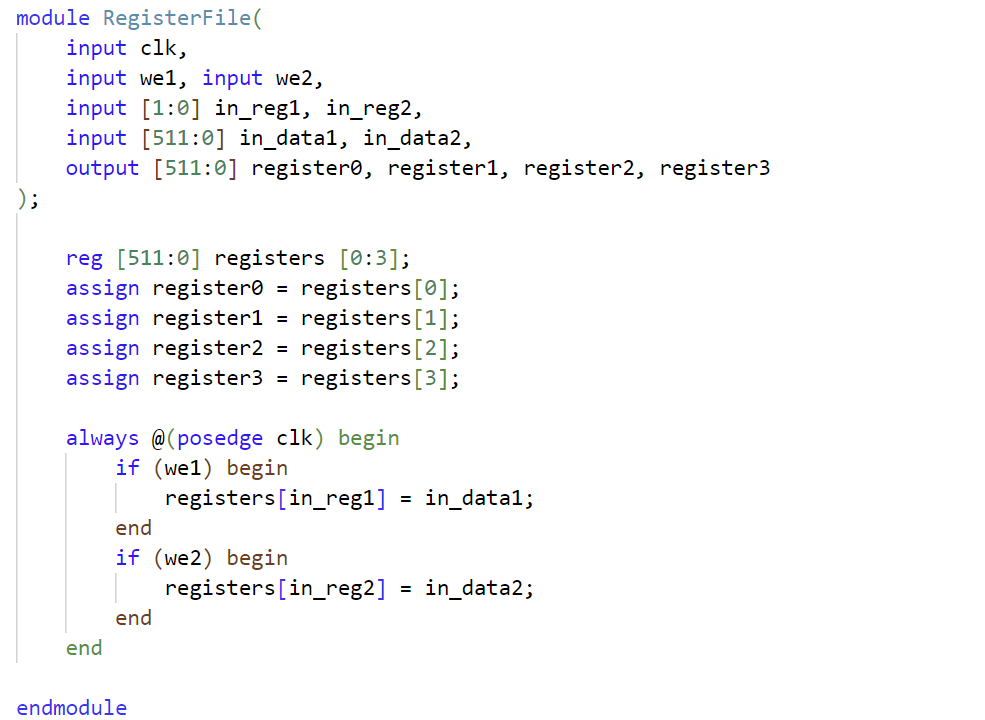 module RegisterFile(
    input clk,
    input we1, input we2,
    input [1:0] in_reg1, in_reg2,
    input [511:0] in_data1, in_data2,
    output [511:0] register0, register1, register2, register3
);

    reg [511:0] registers [0:3];
    assign register0 = registers[0];
    assign register1 = registers[1];
    assign register2 = registers[2];
    assign register3 = registers[3];

    always @(posedge clk) begin
        if (we1) begin
            registers[in_reg1] = in_data1;
        end
        if (we2) begin
            registers[in_reg2] = in_data2;
        end
    end

endmodule